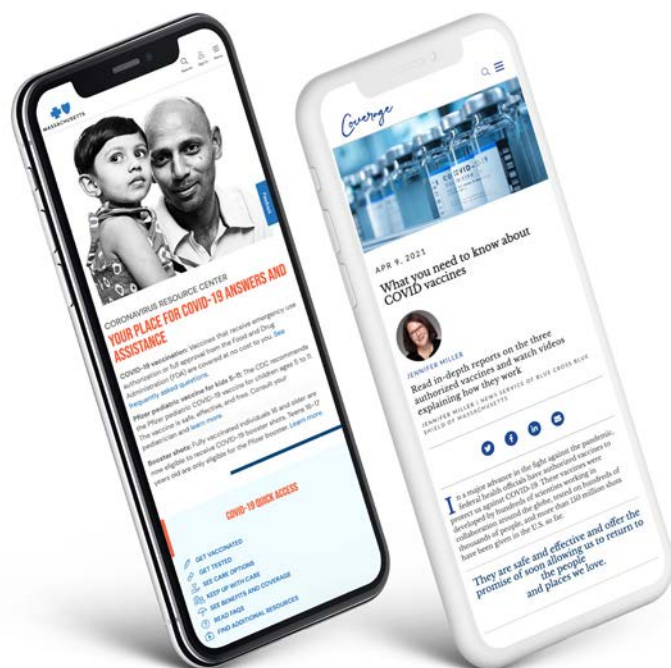 MASSACHUSETTS
Search
Sign In
Menu
Feedback
CORONAVIRUS RESOURCE CENTER
YOUR PLACE FOR COVID-19 ANSWERS AND
ASSISTANCE
COVID-19 vaccination: Vaccines that receive emergency use
authorization or full approval from the Food and Drug
Administration (FDA) are covered at no cost to you. See
frequently asked questions.
Pfizer pediatric vaccine for kids 5-11: The CDC recommends
the Pfizer pediatric COVID-19 vaccine for children ages 5 to 11.
The vaccine is safe, effective, and free. Consult your
pediatrician and learn more.
Booster shots: Fully vaccinated individuals 16 and older are
now eligible to receive COVID-19 booster shots. Teens 16-17
years old are only eligible for the Pfizer booster. Learn more
COVID-19 QUICK ACCESS
GET VACCINATED
GET TESTED
SEE CARE OPTIONS
KEEP UP WITH CARE
SEE BENEFITS AND COVERAGE
READ FAQS
FIND ADDITIONAL RESOURCES
Coverage
COVID-19
APR 9, 2021
What you need to know about
COVID vaccines
JENNIFER MILLER
Read in-depth reports on the three
authorized vaccines and watch videos
explaining how they work
JENNIFER MILLER | NEWS SERVICE OF BLUE CROSS BLUE
SHIELD OF MASSACHUSETTS
In a major advance in the fight against the pandemic,
federal health officials have authorized vaccines to
protect us against COVID-19. These vaccines were
developed by hundreds of scientists working in
collaboration around the globe, tested on hundreds of
thousands of people, and more than 150 million shots
have been given in the U.S. so far.
They are safe and effective and offer the
promise of soon allowing us to return to
the people
and places we love.